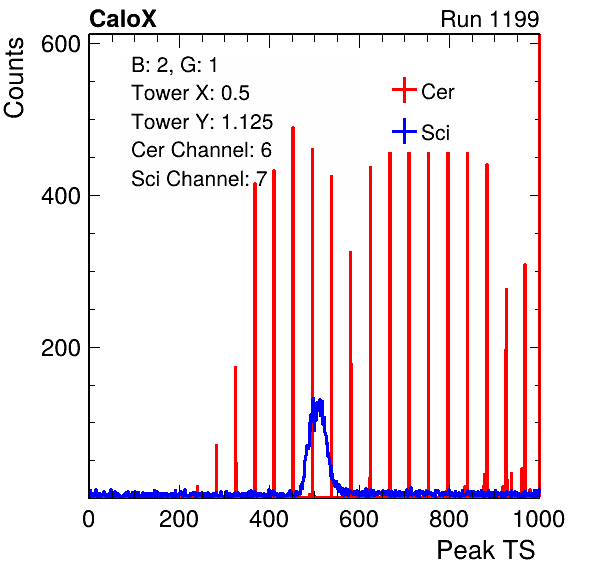 CaloX Run 1199
Counts
600
400
200
B: 2, G: 1
Tower X: 0.5
Tower Y: 1.125
Cer Channel: 6
Sci Channel: 7
Cer
Sci
0 200 400 600 800 1000
Peak TS